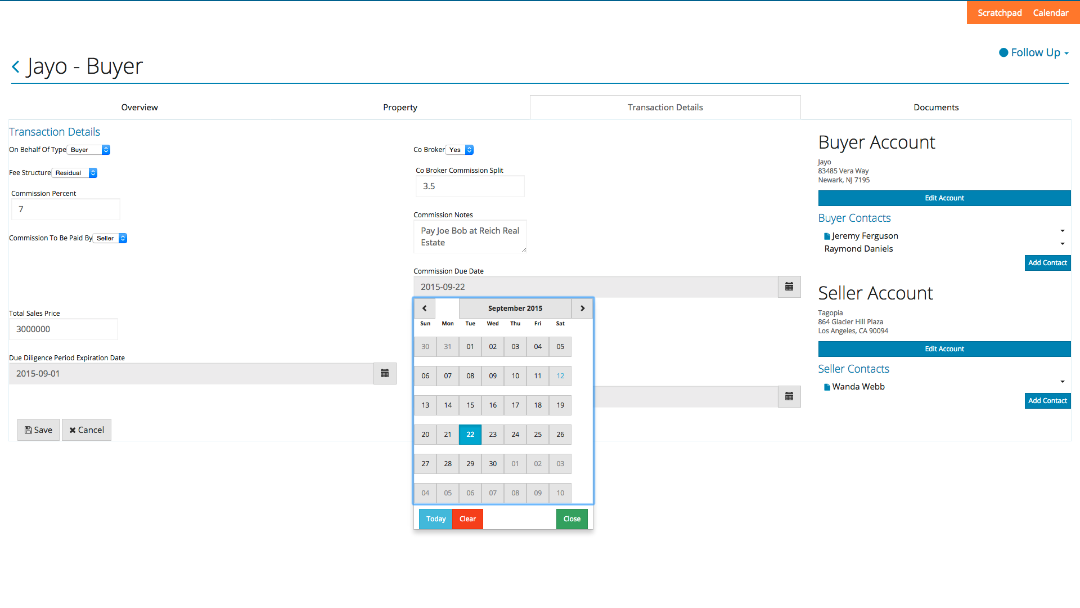 Scratchpad Calendar
Follow Up
Jayo - Buyer
Overview Property Transaction Details Documents
Transaction Details
On Behalf Of Type Buyer
Fee Structure Residual
Commission Percent
7
Commission To Be Paid By Seller
Total Sales Price
3000000
Due Diligence Period Expiration Date
2015-09-01
Save Cancel
Co Broker Yes
Co Broker Commission Split
3.5
Commission Notes
Pay Joe Bob at Reich Real
Estate
Commission Due Date
2015-09-22
September 2015
Sun Mon Tue Wed Thu Fri Sat
30 31 01 02 03 04 05
06 07 08 09 10 11 12
13 14 15 16 17 18 19
20 21 22 23 24 25 26
27 28 29 30 01 02 03
04 05 06 07 08 09 10
Today Clear Close
Buyer Account
Jayo
83485 Vera Way
Newark, NJ 7195
Edit Account
Buyer Contacts
Jeremy Ferguson
Raymond Daniels
Add Contact
Seller Account
Tagopia
864 Glacier Hill Plaza
Los Angeles, CA 90094
Edit Account
Seller Contacts
Wanda Webb
Add Contact